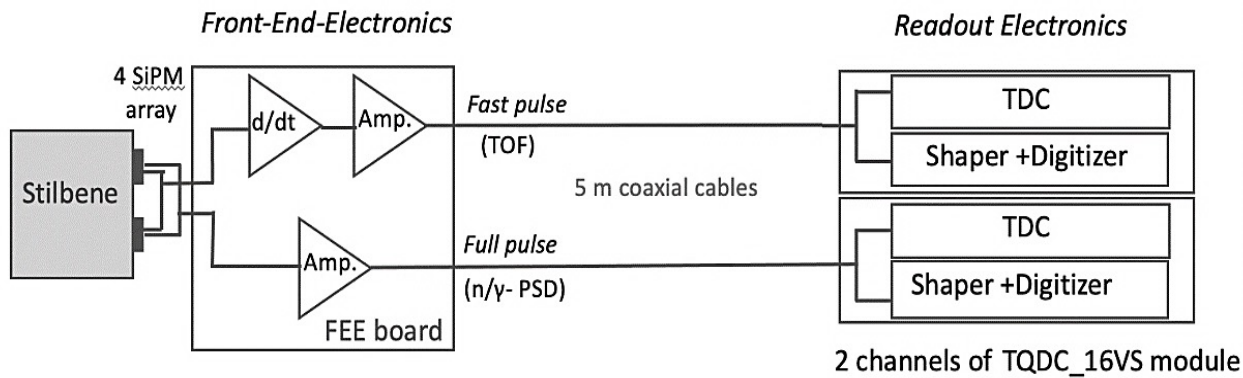 Front-End-Electronics
Readout Electronics
4 SiPM
array
Stilbene
d/dt
Amp.
Fast pulse
(TOF)
TDC
Shaper +Digitizer
5 m coaxial cables
Amp.
Full pulse
(n/γ- PSD)
FEE board
TDC
Shaper +Digitizer
2 channels of TQDC_16VS module